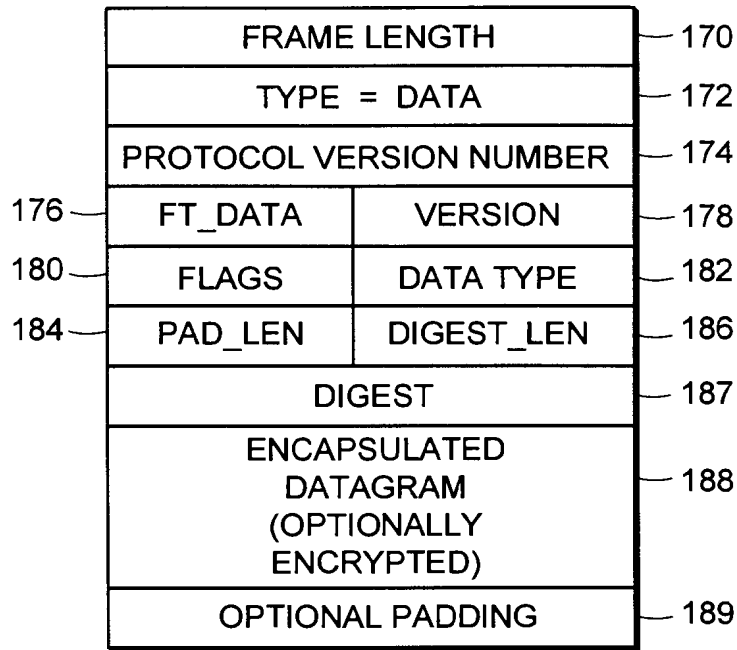 FRAME LENGTH 170
TYPE = DATA 172
PROTOCOL VERSION NUMBER 174
176 FT_DATA VERSION 178
180 FLAGS DATA TYPE 182
184 PAD_LEN DIGEST_LEN 186
DIGEST 187
ENCAPSULATED
DATAGRAM 188
(OPTIONALLY
ENCRYPTED)
OPTIONAL PADDING 189